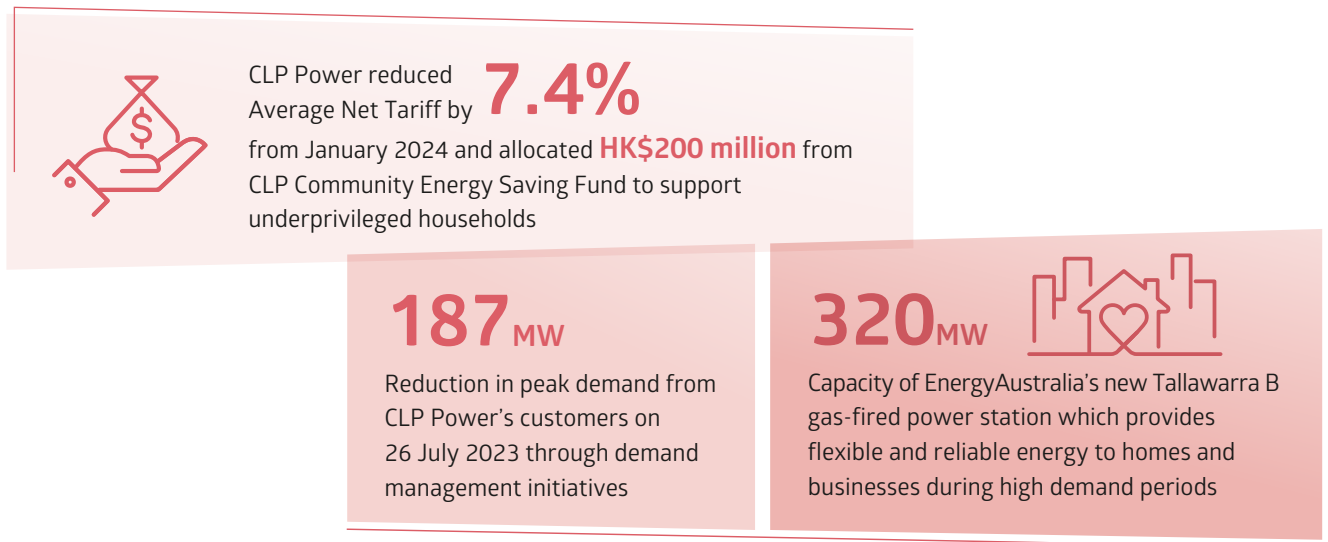 CLP Power reduced
Average Net Tariff by 7.4%
from January 2024 and allocated HK$200 million from
CLP Community Energy Saving Fund to support
underprivileged households
187MW
Reduction in peak demand from
CLP Power’s customers on
26 July 2023 through demand
management initiatives
320MW
Capacity of EnergyAustralia’s new Tallawarra B
gas-fired power station which provides
flexible and reliable energy to homes and
businesses during high demand periods